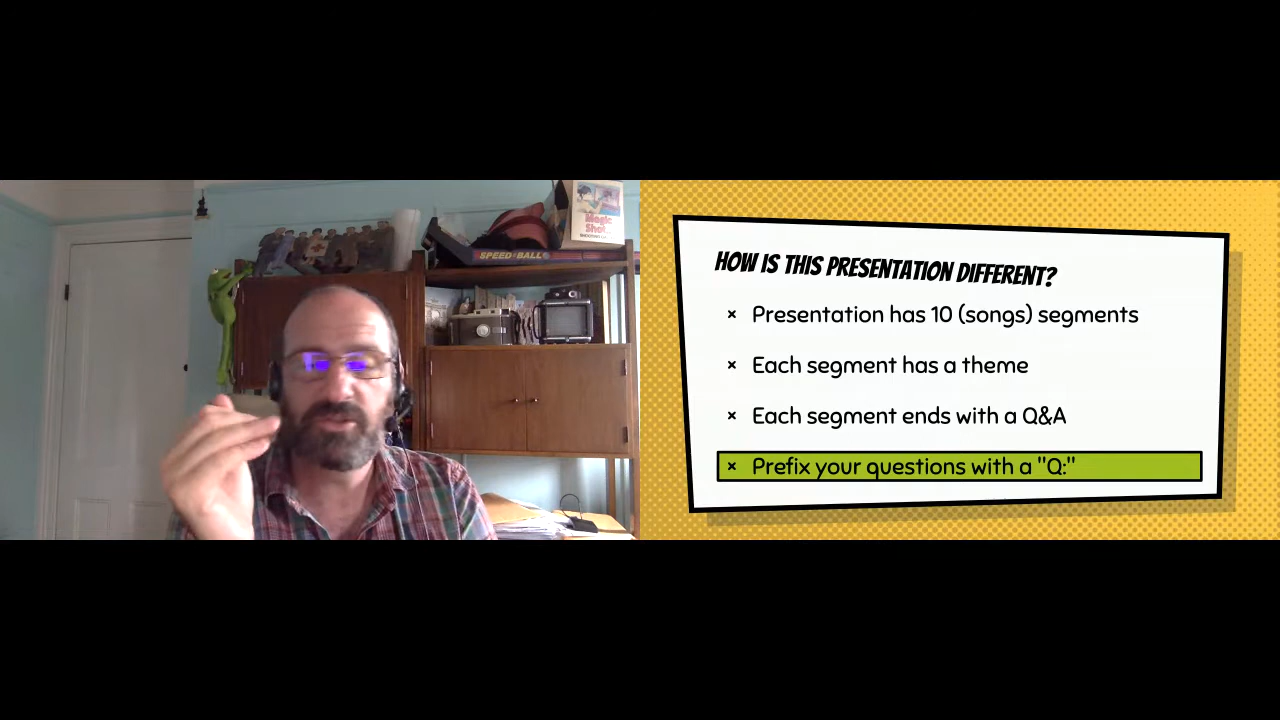 Magic
Shot
SPEED BALL
HOW IS THIS PRESENTATION DIFFERENT?
× Presentation has 10 (songs) segments
× Each segment has a theme
× Each segment ends with a Q&A
× Prefix your questions with a "Q:"